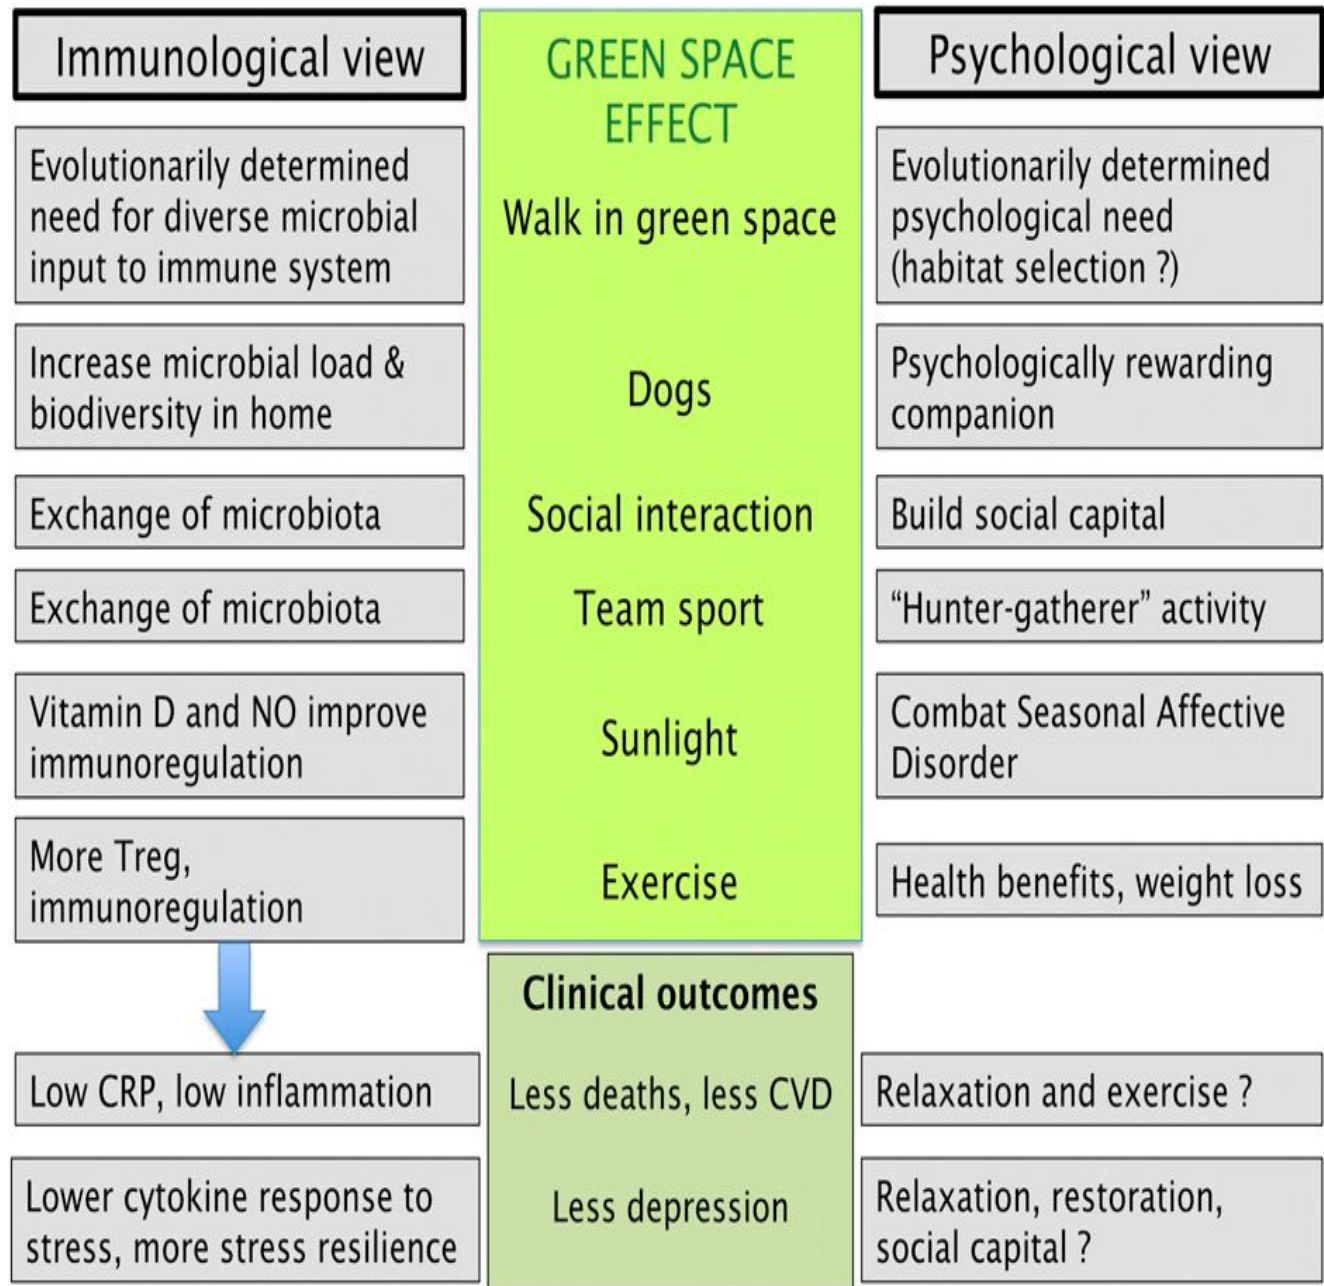 Immunological view
GREEN SPACE
EFFECT
Psychological view
Evolutionarily determined
need for diverse microbial
input to immune system
Walk in green space
Evolutionarily determined
psychological need
(habitat selection ?)
Increase microbial load &
biodiversity in home
Dogs
Psychologically rewarding
companion
Exchange of microbiota
Social interaction
Build social capital
Exchange of microbiota
Team sport
“Hunter-gatherer” activity
Vitamin D and NO improve
immunoregulation
Sunlight
Combat Seasonal Affective
Disorder
More Treg,
immunoregulation
Exercise
Health benefits, weight loss
Clinical outcomes
Low CRP, low inflammation
Less deaths, less CVD
Relaxation and exercise ?
Lower cytokine response to
stress, more stress resilience
Less depression
Relaxation, restoration,
social capital ?